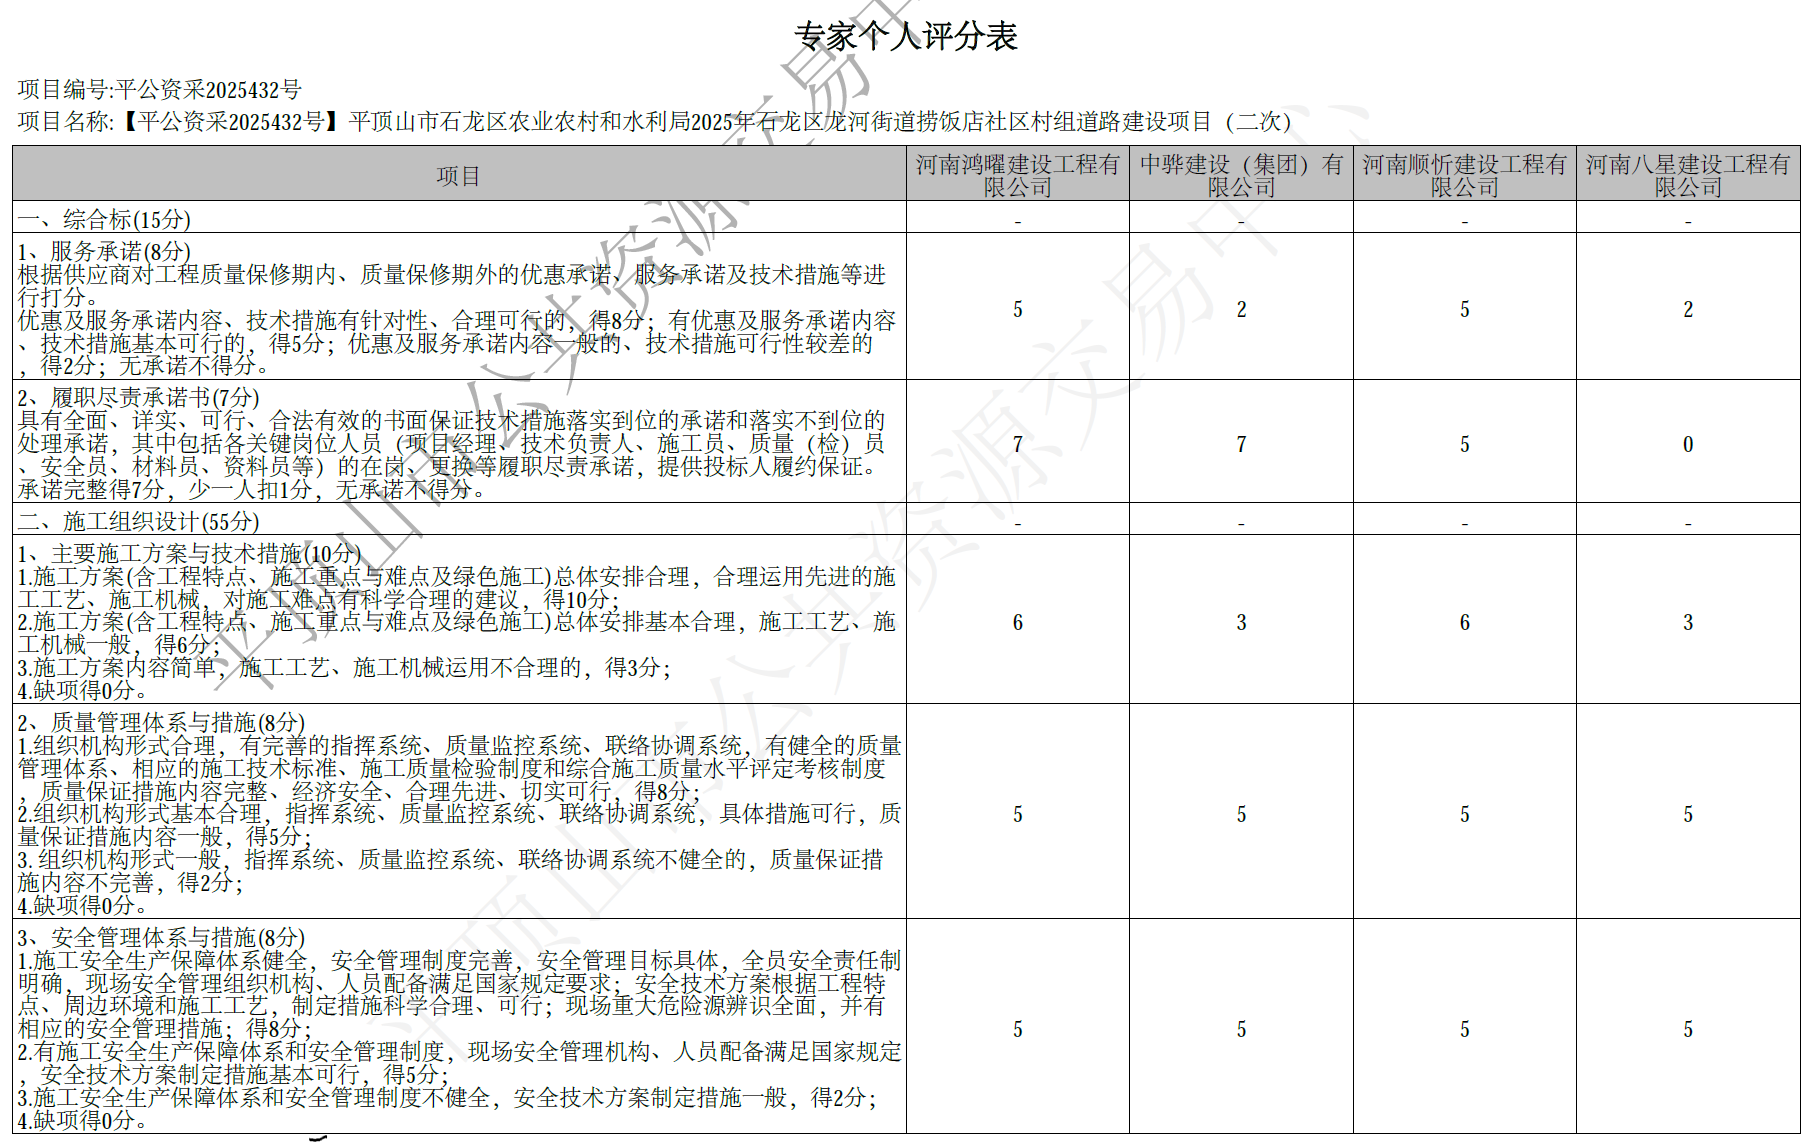 专家个人评分表
项目编号:平公资采2025432号
项目名称:【平公资采2025432号】平顶山市石龙区农业农村和水利局2025年石龙区龙河街道捞饭店社区村组道路建设项目（二次）
项目
河南鸿曜建设工程有
限公司
中骅建设（集团）有
限公司
河南顺忻建设工程有
限公司
河南八星建设工程有
限公司
一、综合标(15分)
- - - -
1、服务承诺(8分)
根据供应商对工程质量保修期内、质量保修期外的优惠承诺、服务承诺及技术措施等进
行打分。
优惠及服务承诺内容、技术措施有针对性、合理可行的，得8分；有优惠及服务承诺内容
、技术措施基本可行的，得5分；优惠及服务承诺内容一般的、技术措施可行性较差的
，得2分；无承诺不得分。
5 2 5 2
2、履职尽责承诺书(7分)
具有全面、详实、可行、合法有效的书面保证技术措施落实到位的承诺和落实不到位的
处理承诺，其中包括各关键岗位人员（项目经理、技术负责人、施工员、质量（检）员
、安全员、材料员、资料员等）的在岗、更换等履职尽责承诺，提供投标人履约保证。
承诺完整得7分，少一人扣1分，无承诺不得分。
7 7 5 0
二、施工组织设计(55分)
- - - -
1、主要施工方案与技术措施(10分)
1.施工方案(含工程特点、施工重点与难点及绿色施工)总体安排合理，合理运用先进的施
工工艺、施工机械，对施工难点有科学合理的建议，得10分；
2.施工方案(含工程特点、施工重点与难点及绿色施工)总体安排基本合理，施工工艺、施
工机械一般，得6分；
3.施工方案内容简单，施工工艺、施工机械运用不合理的，得3分；
4.缺项得0分。
6 3 6 3
2、质量管理体系与措施(8分)
1.组织机构形式合理，有完善的指挥系统、质量监控系统、联络协调系统，有健全的质量
管理体系、相应的施工技术标准、施工质量检验制度和综合施工质量水平评定考核制度
，质量保证措施内容完整、经济安全、合理先进、切实可行，得8分；
2.组织机构形式基本合理，指挥系统、质量监控系统、联络协调系统，具体措施可行，质
量保证措施内容一般，得5分；
3. 组织机构形式一般，指挥系统、质量监控系统、联络协调系统不健全的，质量保证措
施内容不完善，得2分；
4.缺项得0分。
5 5 5 5
3、安全管理体系与措施(8分)
1.施工安全生产保障体系健全，安全管理制度完善，安全管理目标具体，全员安全责任制
明确，现场安全管理组织机构、人员配备满足国家规定要求；安全技术方案根据工程特
点、周边环境和施工工艺，制定措施科学合理、可行；现场重大危险源辨识全面，并有
相应的安全管理措施；得8分；
2.有施工安全生产保障体系和安全管理制度，现场安全管理机构、人员配备满足国家规定
，安全技术方案制定措施基本可行，得5分；
3.施工安全生产保障体系和安全管理制度不健全，安全技术方案制定措施一般，得2分；
4.缺项得0分。
5 5 5 5
平顶山市公共资源交易中
平顶山市公共资源交易中心